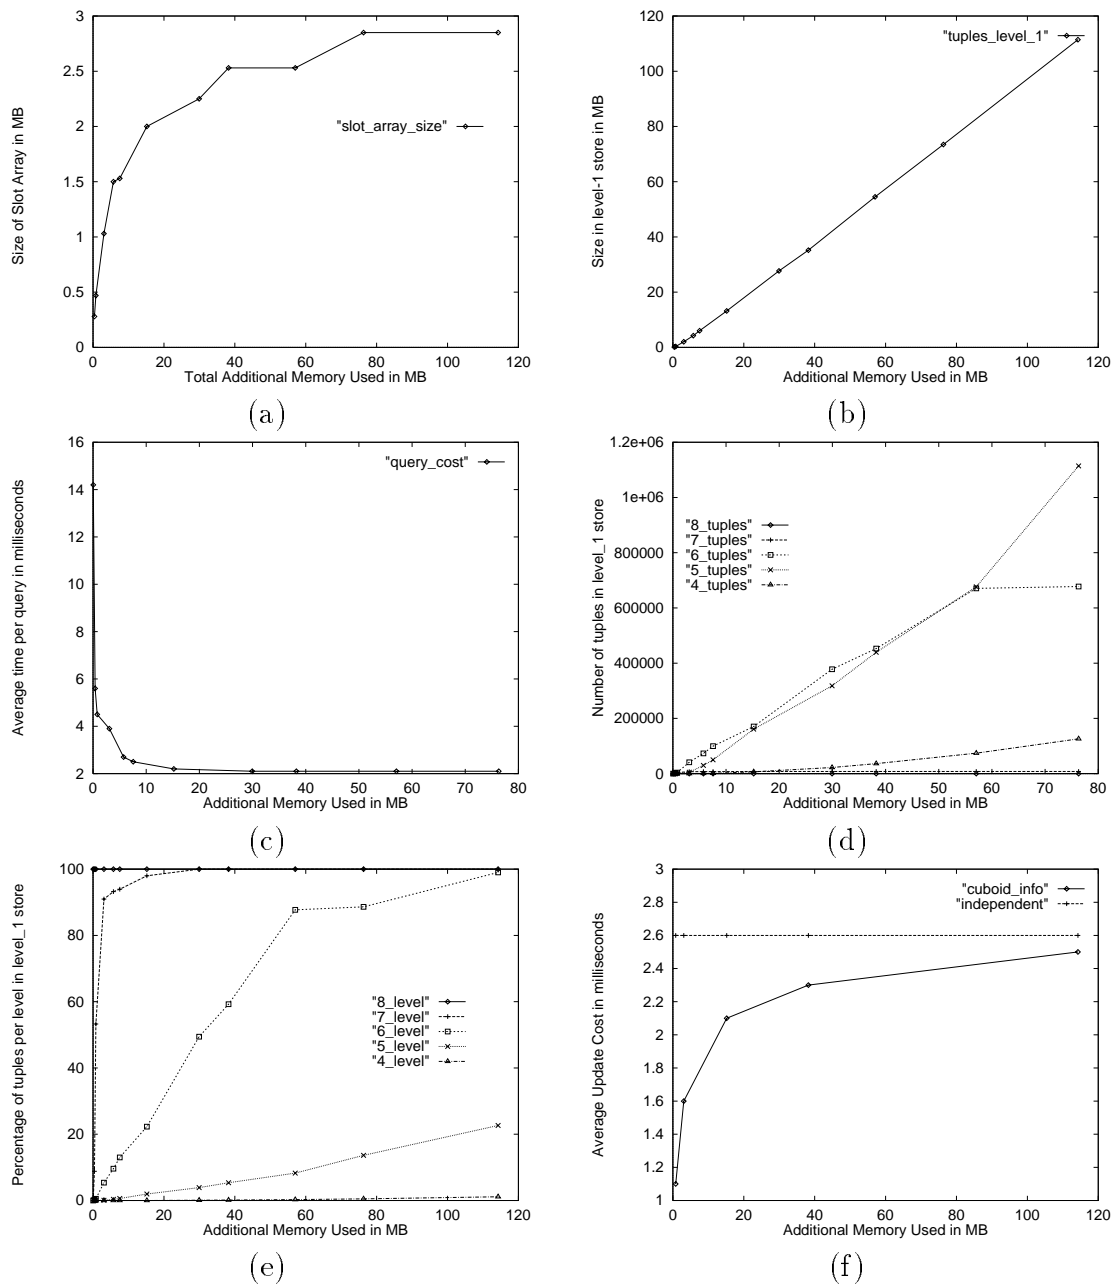 3
2.5
2
1.5
1
0.5
0
0 20 40 60 80 100 120
Size of Slot Array in MB
Total Additional Memory Used in MB
"slot_array_size"
(a)
120
100
80
60
40
20
0
0 20 40 60 80 100 120
Size in level-1 store in MB
Additional Memory Used in MB
"tuples_level_1"
(b)
16
14
12
10
8
6
4
2
0 10 20 30 40 50 60 70 80
Average time per query in milliseconds
Additional Memory Used in MB
"query_cost"
(c)
1.2e+06
1e+06
800000
600000
400000
200000
0
0 10 20 30 40 50 60 70 80
Number of tuples in level_1 store
Additional Memory Used in MB
"8_tuples"
"7_tuples"
"6_tuples"
"5_tuples"
"4_tuples"
(d)
100
80
60
40
20
0
0 20 40 60 80 100 120
Percentage of tuples per level in level_1 store
Additional Memory Used in MB
"8_level"
"7_level"
"6_level"
"5_level"
"4_level"
(e)
3
2.8
2.6
2.4
2.2
2
1.8
1.6
1.4
1.2
1
0 20 40 60 80 100 120
Average Update Cost in milliseconds
Additional Memory Used in MB
"cuboid_info"
"independent"
(f)